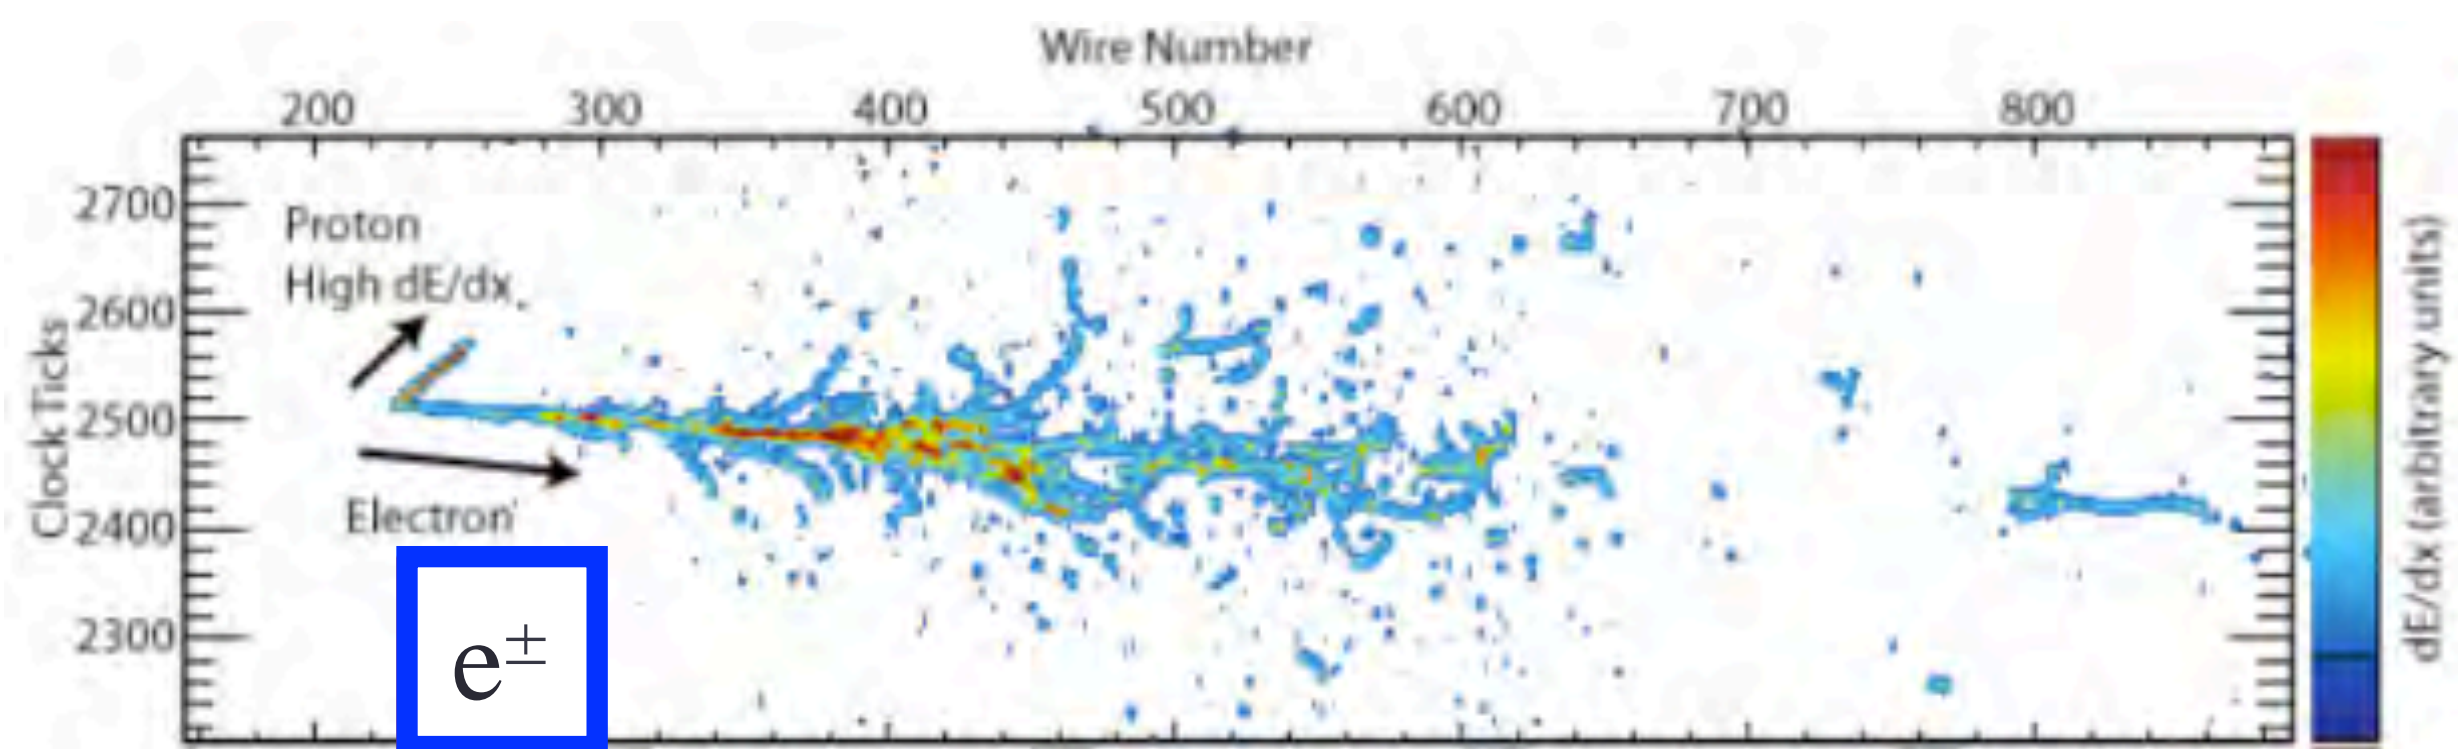 Wire Number
200 300 400 500 600 700 800
2700
2600
2500
2400
2300
Clock Ticks
Proton
High dE/dx
Electron
e±
dE/dx (arbitrary units)